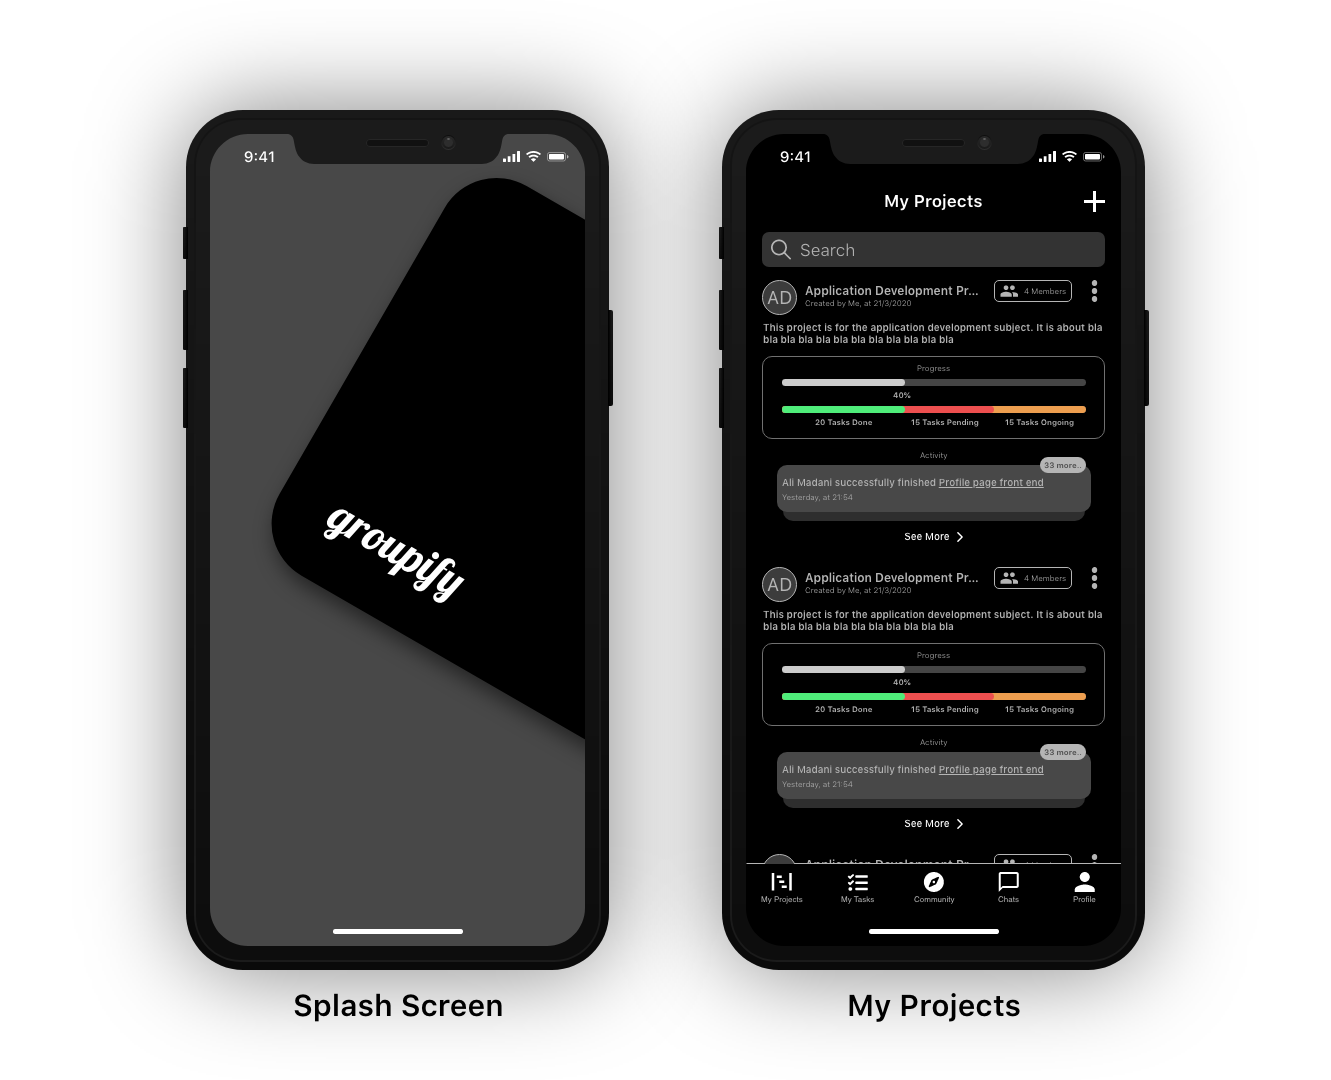 9:41
groupify
Splash Screen
9:41
My Projects
Search
AD
Application Development Pr...
4 Members
Created by Me, at 21/3/2020
This project is for the application development subject. It is about bla
bla bla bla bla bla bla bla bla bla bla bla bla
Progress
40%
20 Tasks Done
15 Tasks Pending
15 Tasks Ongoing
Activity
33 more..
Ali Madani successfully finished Profile page front end
Yesterday, at 21:54
See More
AD
Application Development Pr...
4 Members
Created by Me, at 21/3/2020
This project is for the application development subject. It is about bla
bla bla bla bla bla bla bla bla bla bla bla bla
Progress
40%
20 Tasks Done
15 Tasks Pending
15 Tasks Ongoing
Activity
33 more..
Ali Madani successfully finished Profile page front end
Yesterday, at 21:54
See More
Application Development Pr...
My Projects
My Tasks
Community
Chats
Profile
My Projects